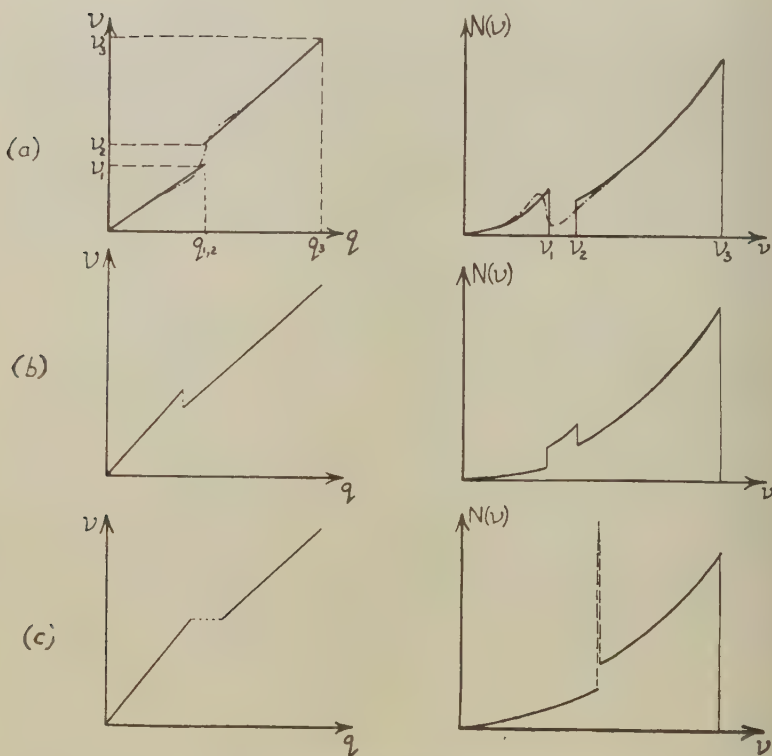 ν
ν₃
ν₂
ν₁
q₁,₂
q₃
q
(a)
N(ν)
ν₁
ν₂
ν₃
ν
ν
q
(b)
N(ν)
ν
ν
q
(c)
N(ν)
ν